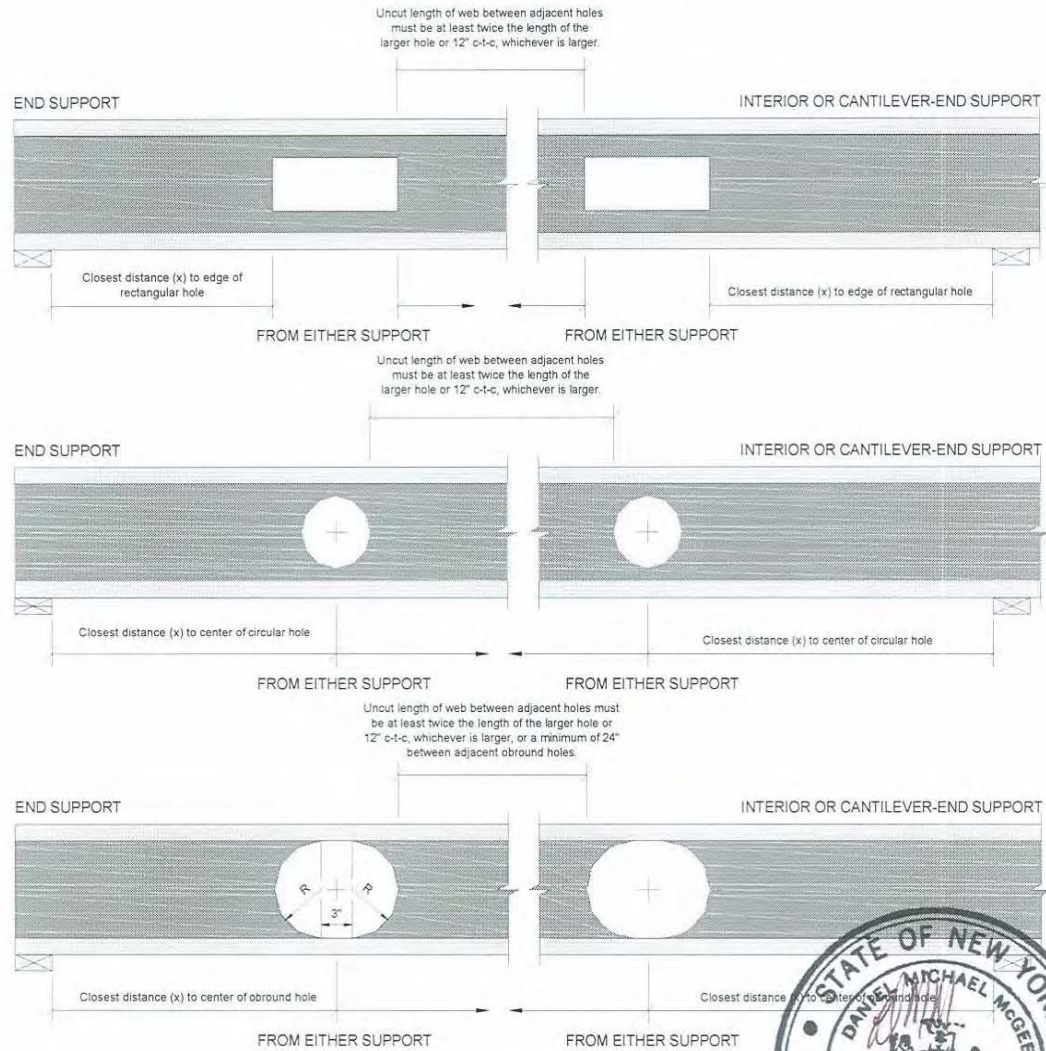 Uncut length of web between adjacent holes
must be at least twice the length of the
larger hole or 12" c-t-c, whichever is larger.
END SUPPORT
INTERIOR OR CANTILEVER-END SUPPORT
Closest distance (x) to edge of
rectangular hole
Closest distance (x) to edge of rectangular hole
FROM EITHER SUPPORT
FROM EITHER SUPPORT
Uncut length of web between adjacent holes
must be at least twice the length of the
larger hole or 12" c-t-c, whichever is larger.
END SUPPORT
INTERIOR OR CANTILEVER-END SUPPORT
Closest distance (x) to center of circular hole
Closest distance (x) to center of circular hole
FROM EITHER SUPPORT
FROM EITHER SUPPORT
Uncut length of web between adjacent holes must
be at least twice the length of the larger hole or
12" c-t-c, whichever is larger, or a minimum of 24"
between adjacent obround holes.
END SUPPORT
INTERIOR OR CANTILEVER-END SUPPORT
R
R
3"
STATE OF NEW YORK
DANIEL MICHAEL McGEE
Closest distance (x) to center of obround hole
Closest distance (x) to center of obround hole
FROM EITHER SUPPORT
FROM EITHER SUPPORT